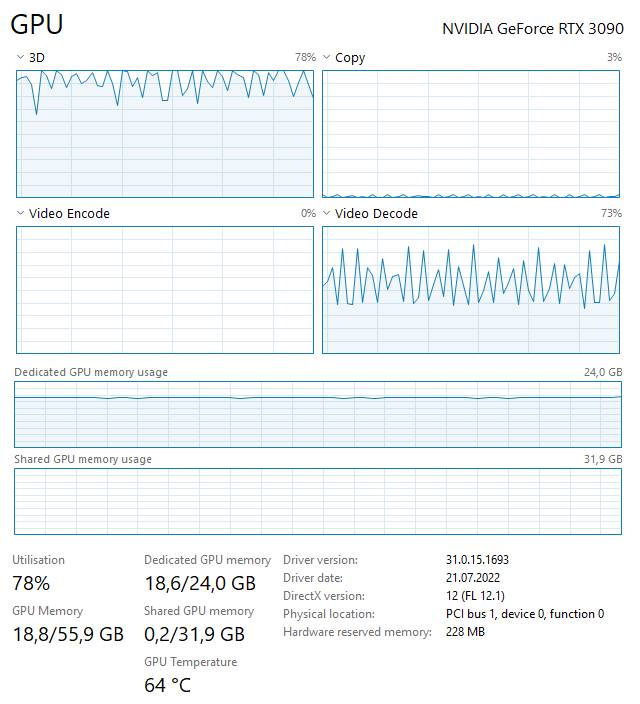 GPU
NVIDIA GeForce RTX 3090
3D 78%
Copy 3%
Video Encode 0%
Video Decode 73%
Dedicated GPU memory usage 24,0 GB
Shared GPU memory usage 31,9 GB
Utilisation
78%
GPU Memory
18,8/55,9 GB
Dedicated GPU memory
18,6/24,0 GB
Shared GPU memory
0,2/31,9 GB
GPU Temperature
64 °C
Driver version: 31.0.15.1693
Driver date: 21.07.2022
DirectX version: 12 (FL 12.1)
Physical location: PCI bus 1, device 0, function 0
Hardware reserved memory: 228 MB